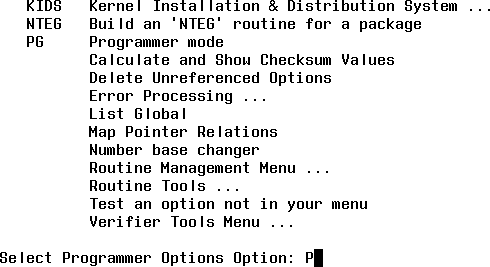 KIDS Kernel Installation & Distribution System ...
NTEG Build an 'NTEG' routine for a package
PG Programmer mode
Calculate and Show Checksum Values
Delete Unreferenced Options
Error Processing ...
List Global
Map Pointer Relations
Number base changer
Routine Management Menu ...
Routine Tools ...
Test an option not in your menu
Verifier Tools Menu ...
Select Programmer Options Option: P